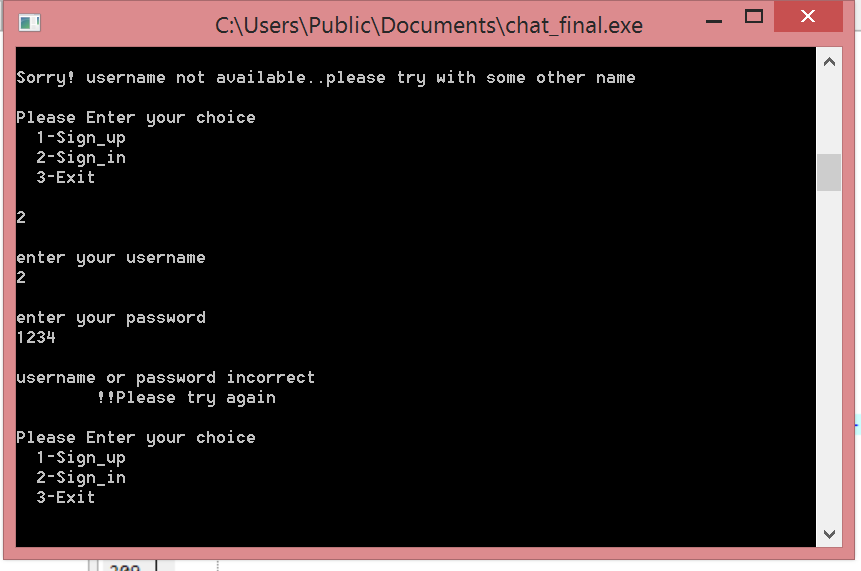 C:\Users\Public\Documents\chat_final.exe
Sorry! username not available..please try with some other name
Please Enter your choice
1-Sign_up
2-Sign_in
3-Exit
2
enter your username
2
enter your password
1234
username or password incorrect
!!Please try again
Please Enter your choice
1-Sign_up
2-Sign_in
3-Exit